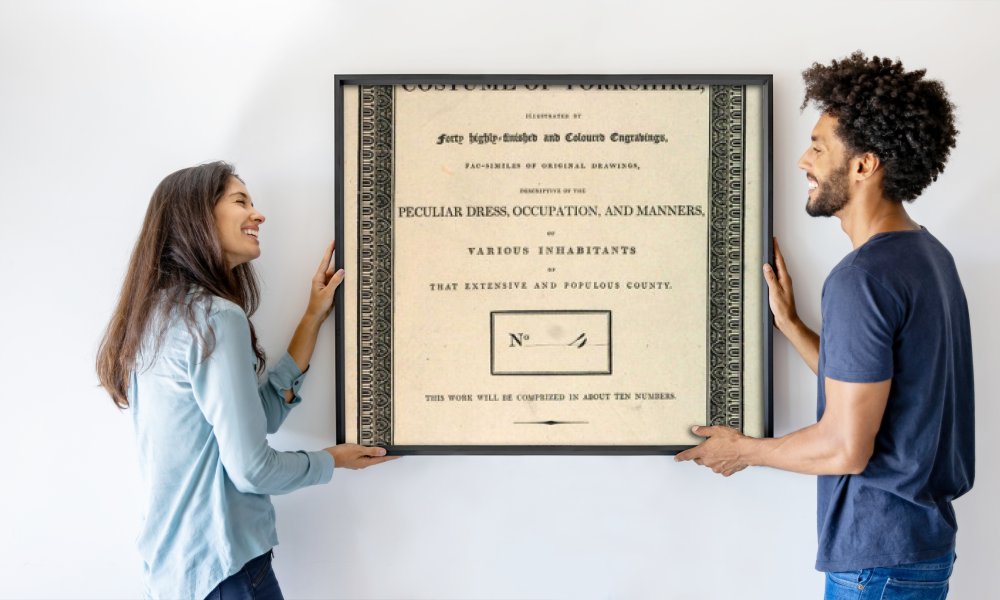 COSTUME OF YORKSHIRE,
ILLUSTRATED BY
Forty highly-finished and Coloured Engravings,
FAC-SIMILES OF ORIGINAL DRAWINGS,
DESCRIPTIVE OF THE
PECULIAR DRESS, OCCUPATION, AND MANNERS,
OF
VARIOUS INHABITANTS
OF
THAT EXTENSIVE AND POPULOUS COUNTY.
No
THIS WORK WILL BE COMPRIZED IN ABOUT TEN NUMBERS.